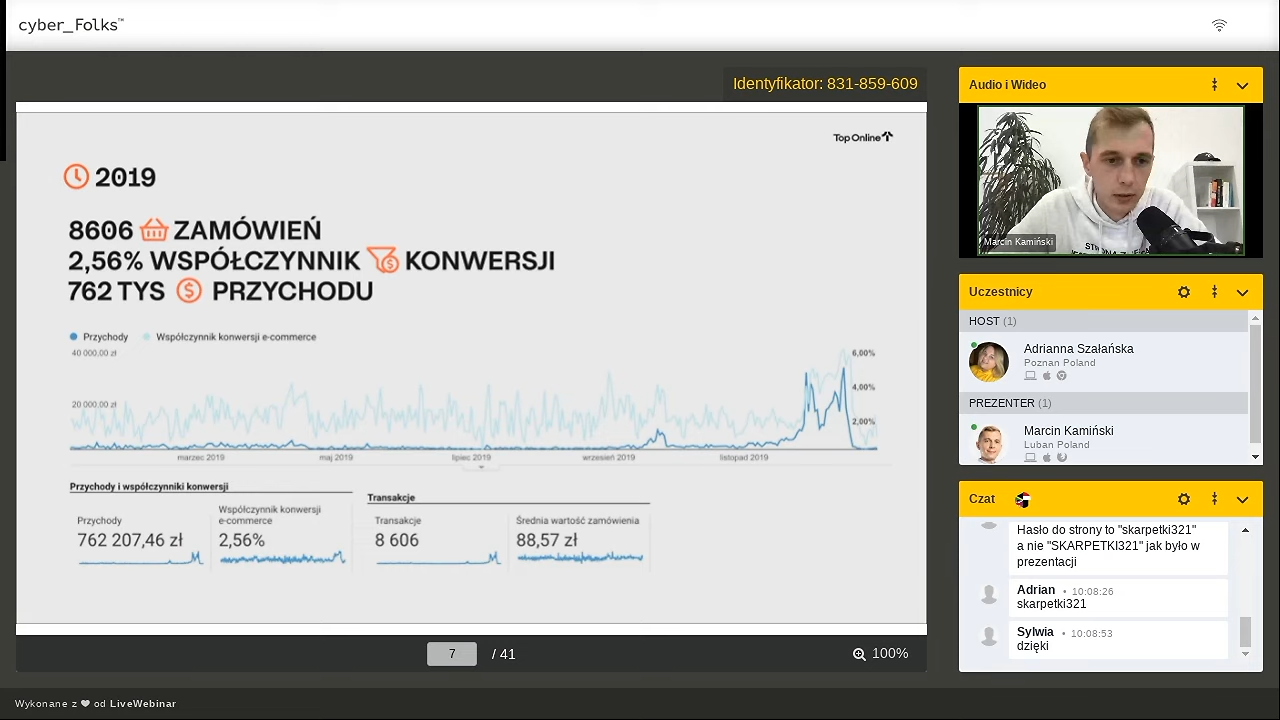 cyber_Folks™
Identyfikator: 831-859-609
Top Online
2019
8606 ZAMÓWIEŃ
2,56% WSPÓŁCZYNNIK KONWERSJI
762 TYS PRZYCHODU
Przychody Współczynnik konwersji e-commerce
40 000,00 zł 6,00%
4,00%
20 000,00 zł
2,00%
marzec 2019 maj 2019 lipiec 2019 wrzesień 2019 listopad 2019
Przychody i współczynniki konwersji
Przychody
762 207,46 zł
Współczynnik konwersji
e-commerce
2,56%
Transakcje
Transakcje
8 606
Średnia wartość zamówienia
88,57 zł
7 / 41
100%
Wykonane z od LiveWebinar
Audio i Wideo
Marcin Kamiński
Uczestnicy
HOST (1)
Adrianna Szałańska
Poznan Poland
PREZENTER (1)
Marcin Kamiński
Luban Poland
Czat
Hasło do strony to "skarpetki321"
a nie "SKARPETKI321" jak było w
prezentacji
Adrian • 10:08:26
skarpetki321
Sylwia • 10:08:53
dzięki